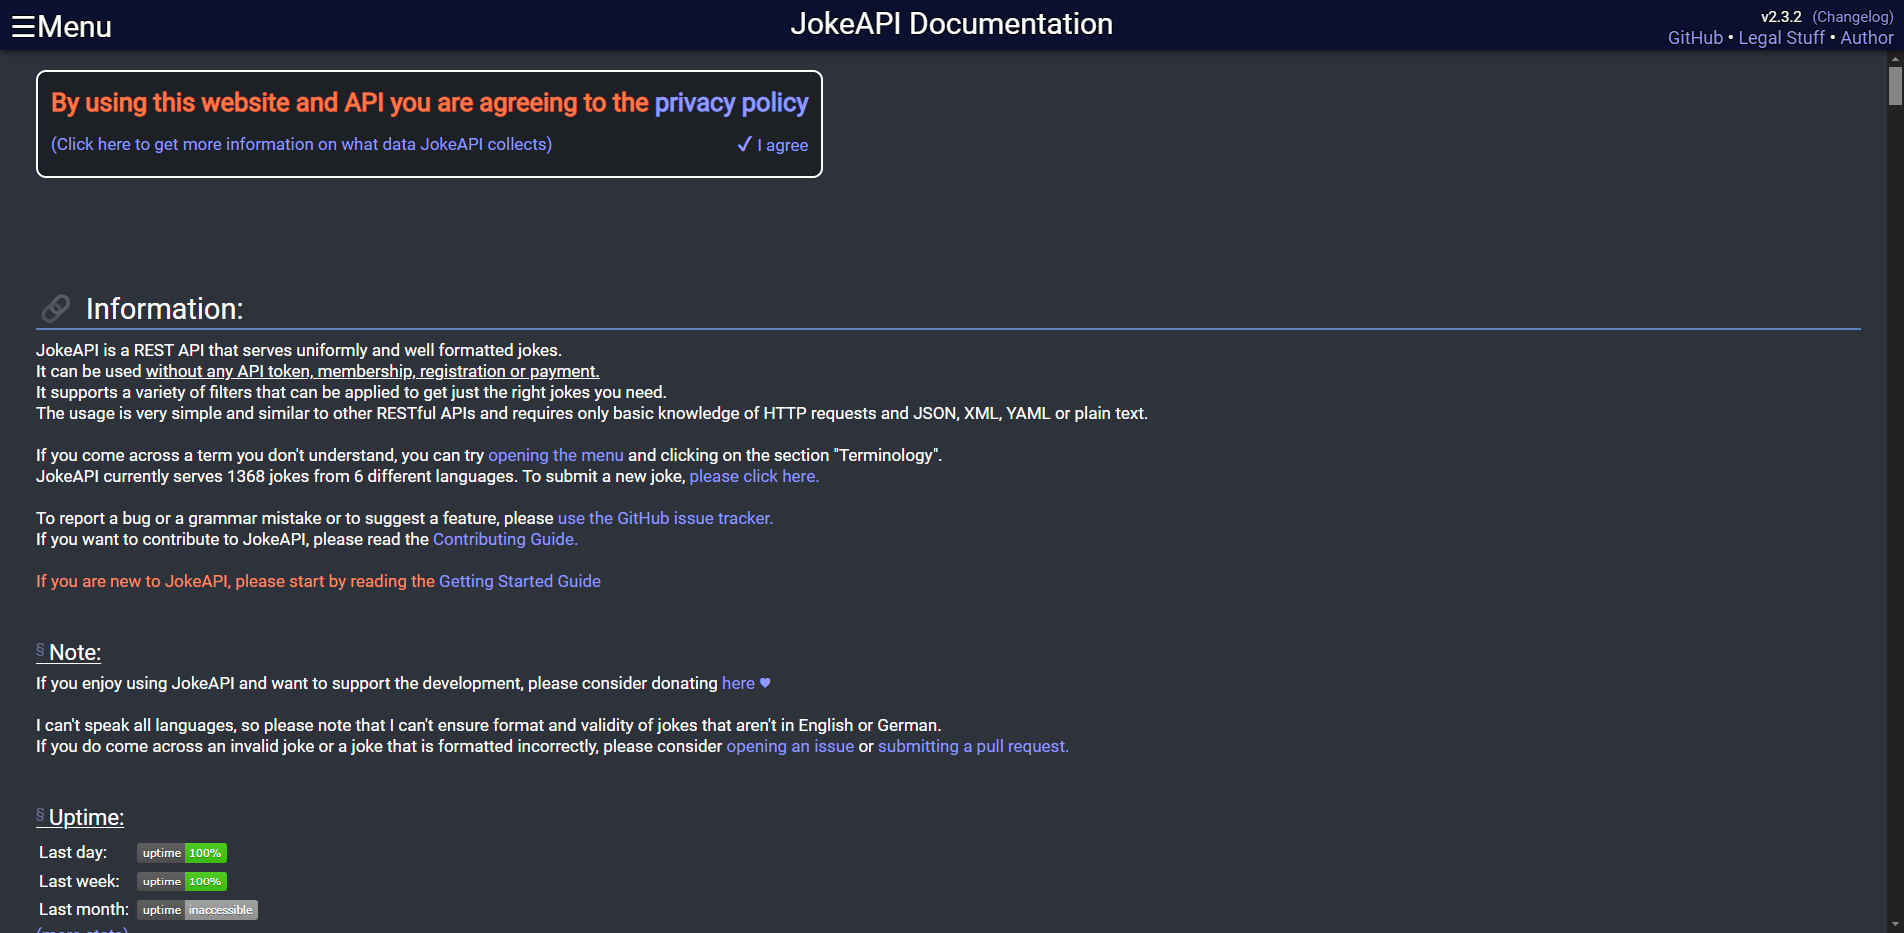 ☰Menu
JokeAPI Documentation
v2.3.2 (Changelog)
GitHub • Legal Stuff • Author
By using this website and API you are agreeing to the privacy policy
(Click here to get more information on what data JokeAPI collects)
✓ I agree
Information:
JokeAPI is a REST API that serves uniformly and well formatted jokes.
It can be used without any API token, membership, registration or payment.
It supports a variety of filters that can be applied to get just the right jokes you need.
The usage is very simple and similar to other RESTful APIs and requires only basic knowledge of HTTP requests and JSON, XML, YAML or plain text.
If you come across a term you don't understand, you can try opening the menu and clicking on the section "Terminology".
JokeAPI currently serves 1368 jokes from 6 different languages. To submit a new joke, please click here.
To report a bug or a grammar mistake or to suggest a feature, please use the GitHub issue tracker.
If you want to contribute to JokeAPI, please read the Contributing Guide.
If you are new to JokeAPI, please start by reading the Getting Started Guide
§ Note:
If you enjoy using JokeAPI and want to support the development, please consider donating here ♥
I can't speak all languages, so please note that I can't ensure format and validity of jokes that aren't in English or German.
If you do come across an invalid joke or a joke that is formatted incorrectly, please consider opening an issue or submitting a pull request.
§ Uptime:
Last day: uptime 100%
Last week: uptime 100%
Last month: uptime inaccessible